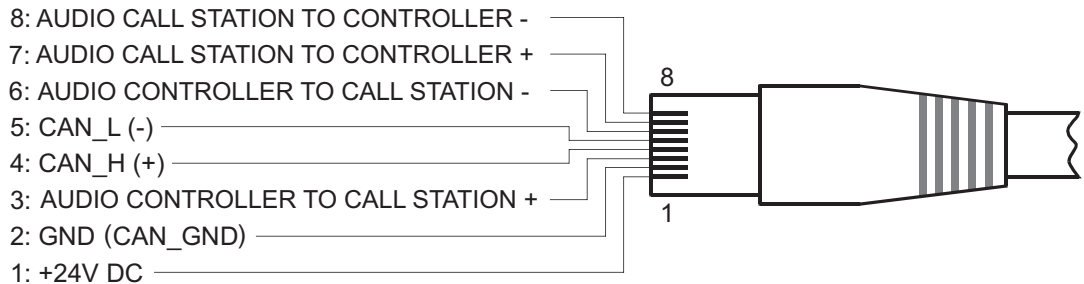 8: AUDIO CALL STATION TO CONTROLLER -
7: AUDIO CALL STATION TO CONTROLLER +
6: AUDIO CONTROLLER TO CALL STATION -
5: CAN_L (-)
4: CAN_H (+)
3: AUDIO CONTROLLER TO CALL STATION +
2: GND (CAN_GND)
1: +24V DC
8
1